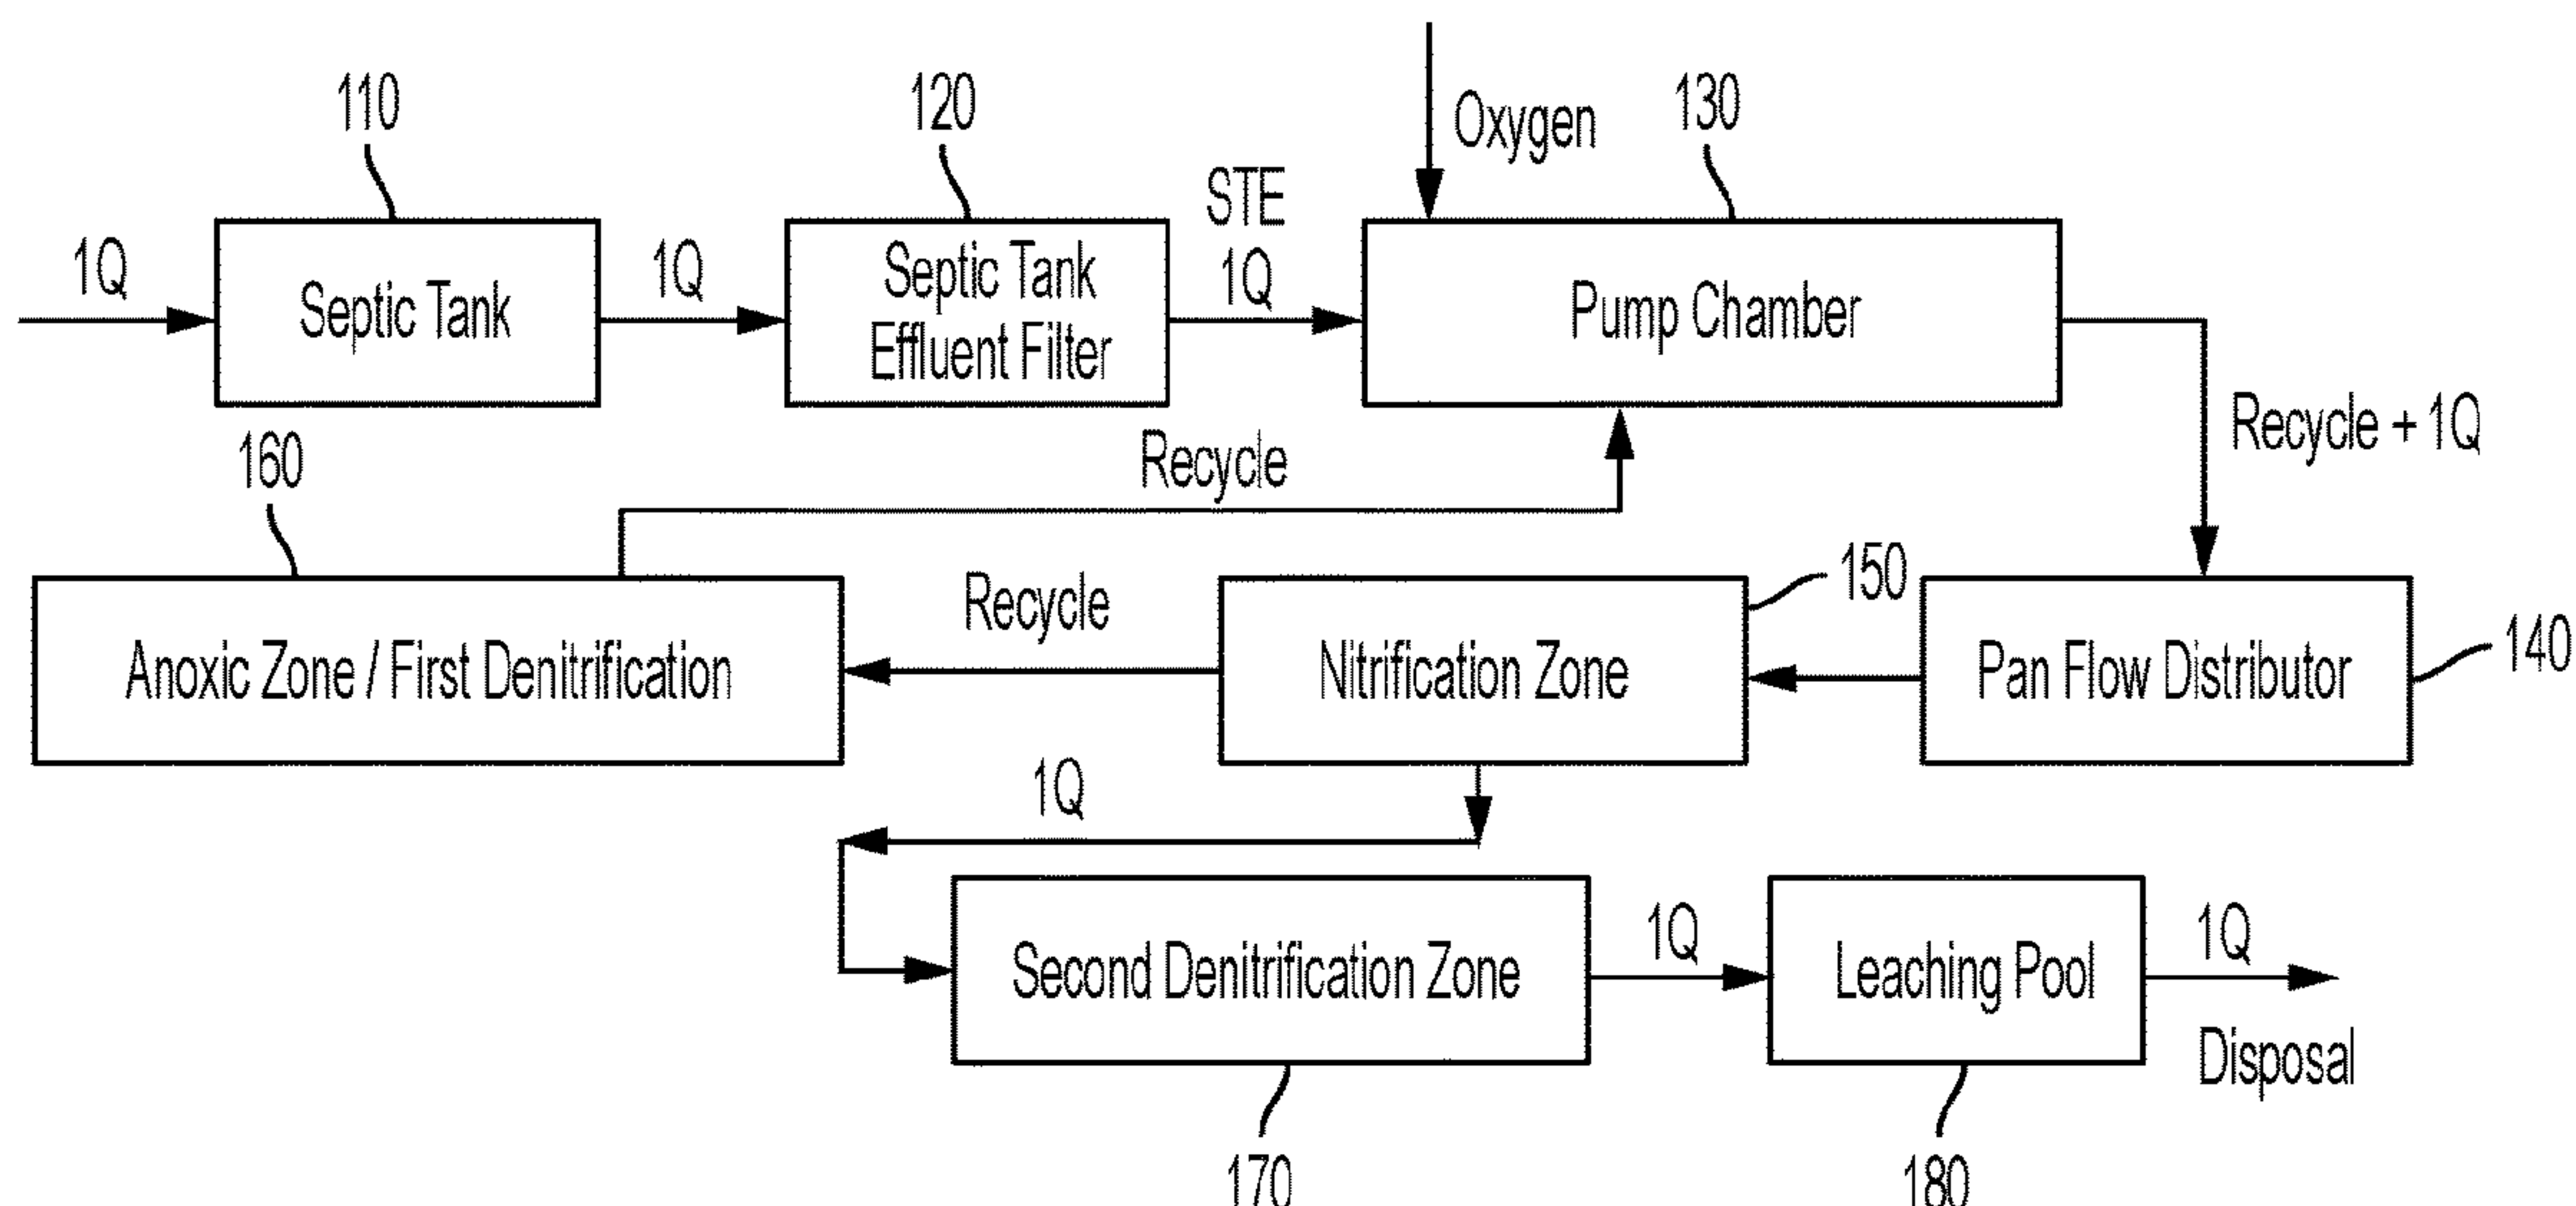 110
120
Oxygen
130
1Q
Septic Tank
1Q
Septic Tank
Effluent Filter
STE
1Q
Pump Chamber
Recycle + 1Q
160
Recycle
Anoxic Zone / First Denitrification
Recycle
Nitrification Zone
150
Pan Flow Distributor
140
1Q
Second Denitrification Zone
1Q
Leaching Pool
1Q
Disposal
170
180